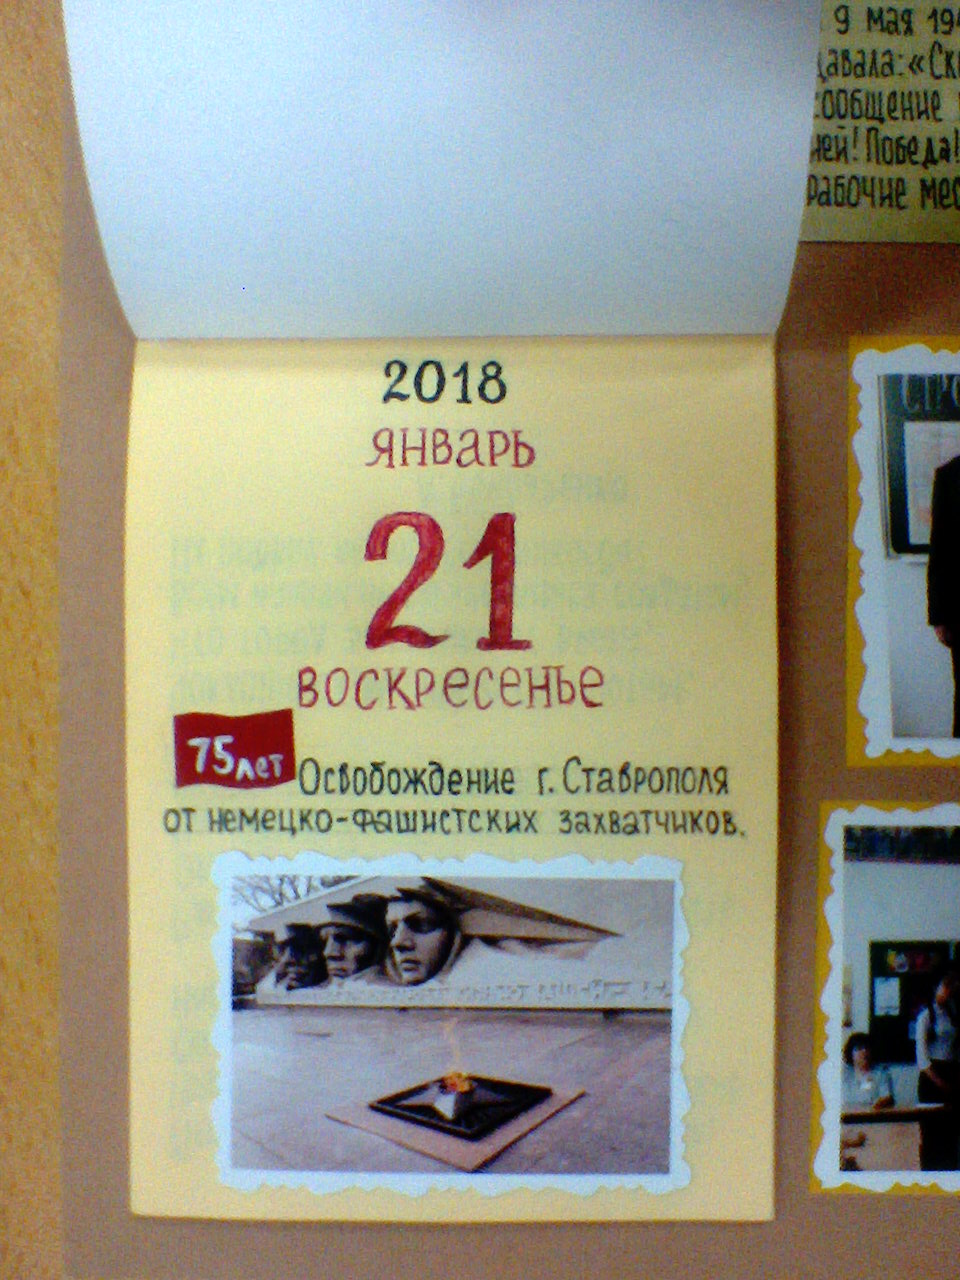 2018
январь
21
воскресенье
75 лет
Освобождение г. Ставрополя
от немецко-фашистских захватчиков.
9 мая 19
давала: «Ск
сообщение
ней! Победа!
рабочие мес
СТРО